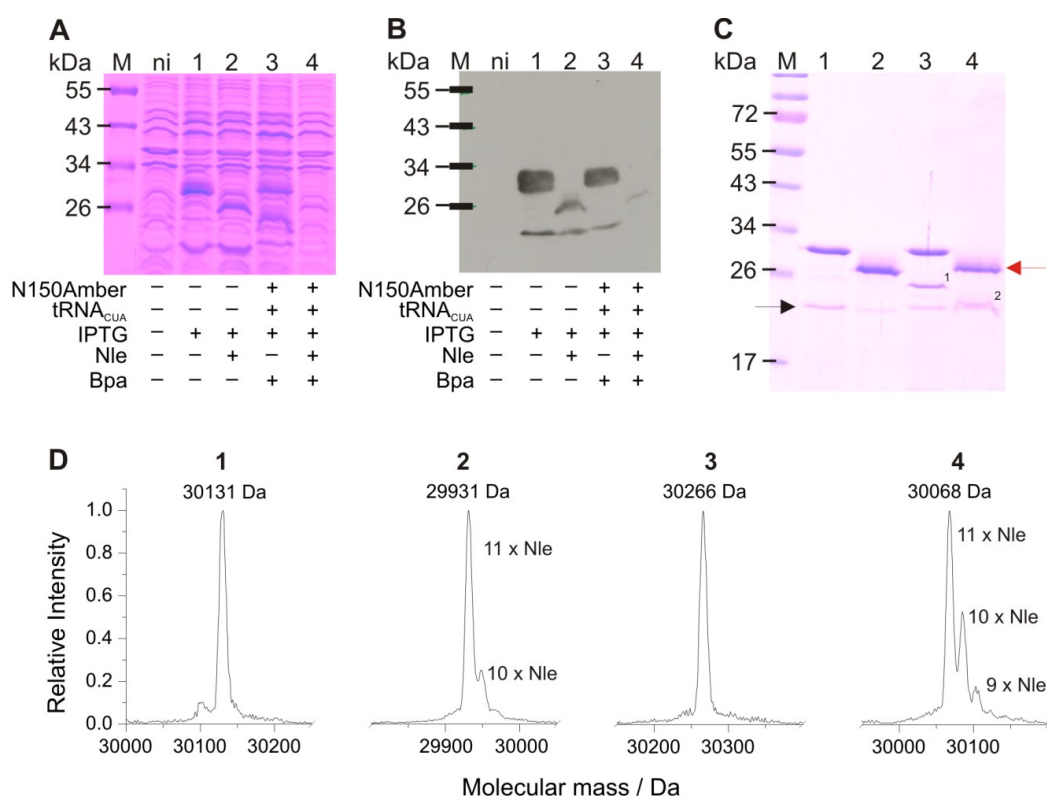 A
B
C
kDa M ni 1 2 3 4
kDa M ni 1 2 3 4
kDa M 1 2 3 4
55
43
34
26
55
43
34
26
72
55
43
34
26
17
1
2
N150Amber – – – + +
tRNACUA – – – + +
IPTG – + + + +
Nle – – + – +
Bpa – – – + +
N150Amber – – – + +
tRNACUA – – – + +
IPTG – + + + +
Nle – – + – +
Bpa – – – + +
D
1 2 3 4
30131 Da 29931 Da 30266 Da 30068 Da
Relative Intensity
1.0
0.8
0.6
0.4
0.2
0.0
11 x Nle
10 x Nle
11 x Nle
10 x Nle
9 x Nle
30000 30100 30200
29900 30000
30200 30300
30000 30100
Molecular mass / Da